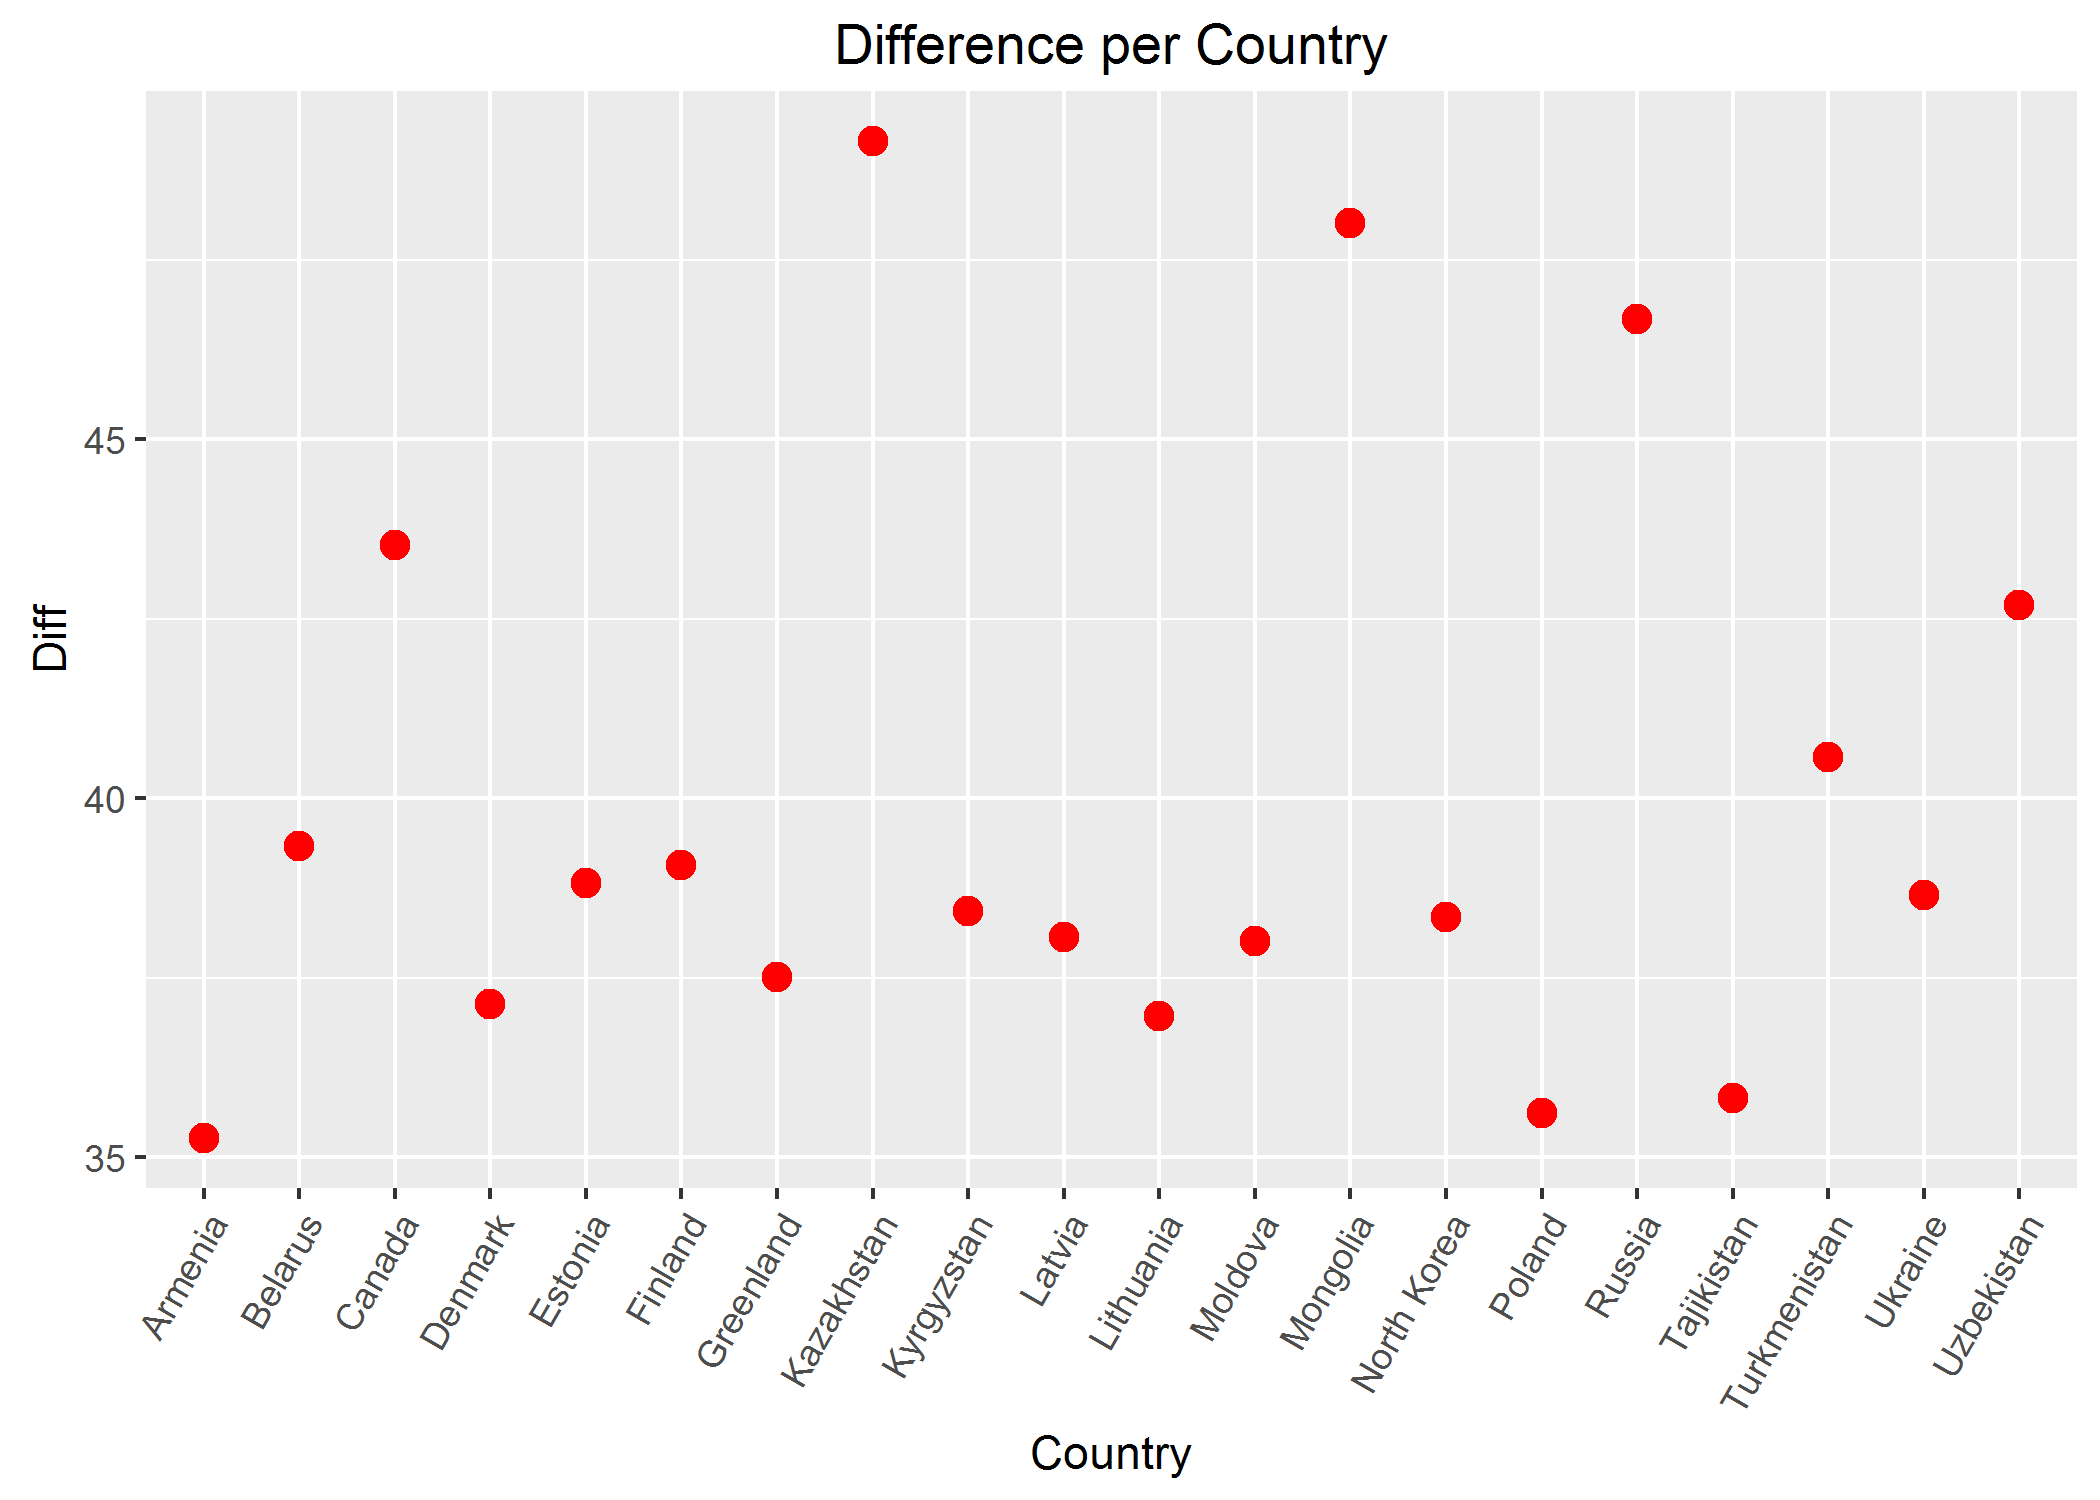 Difference per Country
Diff
45
40
35
Armenia
Belarus
Canada
Denmark
Estonia
Finland
Greenland
Kazakhstan
Kyrgyzstan
Latvia
Lithuania
Moldova
Mongolia
North Korea
Poland
Russia
Tajikistan
Turkmenistan
Ukraine
Uzbekistan
Country